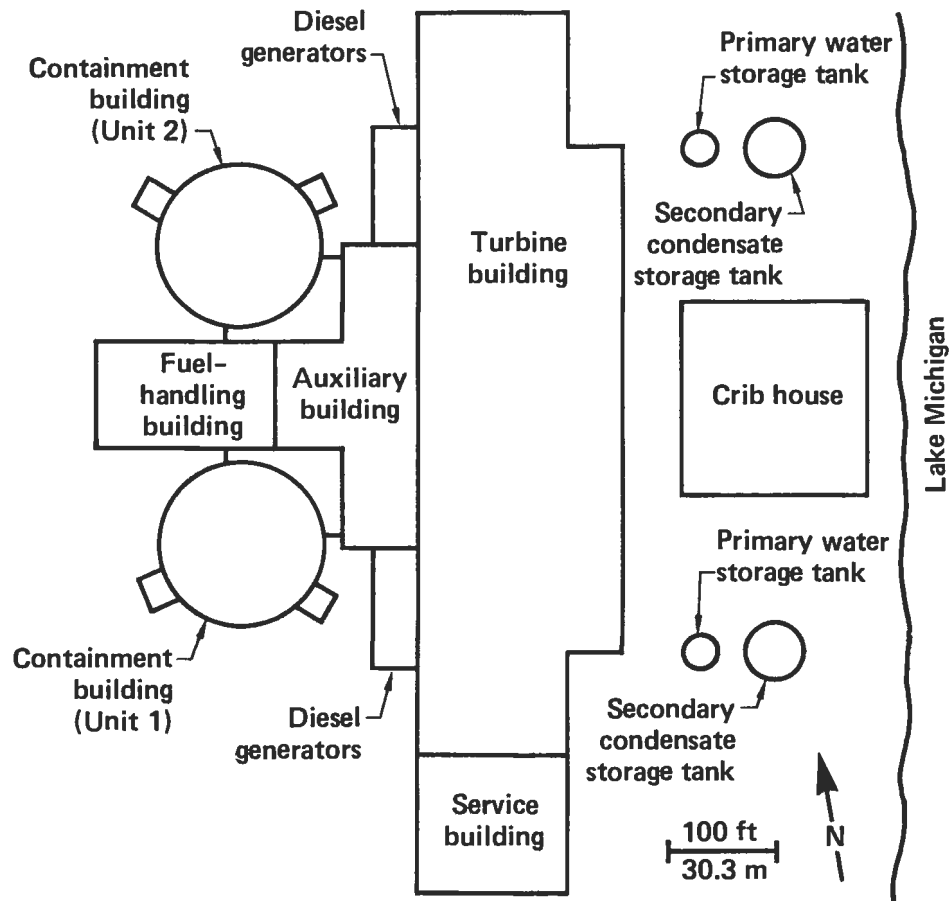 Diesel
generators
Containment
building
(Unit 2)
Primary water
storage tank
Secondary
condensate
storage tank
Turbine
building
Fuel-
handling
building
Auxiliary
building
Crib house
Lake Michigan
Primary water
storage tank
Containment
building
(Unit 1)
Diesel
generators
Secondary
condensate
storage tank
Service
building
100 ft
30.3 m
N